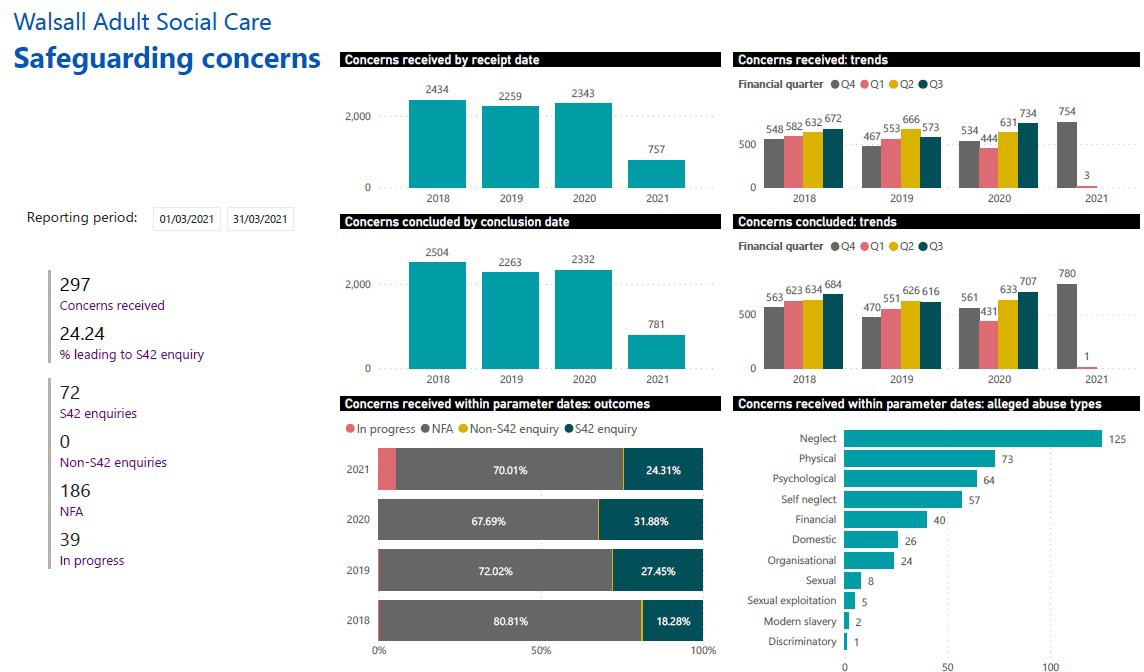 Walsall Adult Social Care
Safeguarding concerns
Reporting period: 01/03/2021 31/03/2021
297
Concerns received
24.24
% leading to S42 enquiry
72
S42 enquiries
0
Non-S42 enquiries
186
NFA
39
In progress
Concerns received by receipt date
2434 2259 2343 757
2,000
0
2018 2019 2020 2021
Concerns received: trends
Financial quarter Q4 Q1 Q2 Q3
548 582 632 672 467 553 666 573 534 444 631 734 754 3
500
0
2018 2019 2020 2021
Concerns concluded by conclusion date
2504 2263 2332 781
2,000
0
2018 2019 2020 2021
Concerns concluded: trends
Financial quarter Q4 Q1 Q2 Q3
563 623 634 684 470 551 626 616 561 431 633 707 780 1
500
0
2018 2019 2020 2021
Concerns received within parameter dates: outcomes
In progress NFA Non-S42 enquiry S42 enquiry
2021 70.01% 24.31%
2020 67.69% 31.88%
2019 72.02% 27.45%
2018 80.81% 18.28%
0% 50% 100%
Concerns received within parameter dates: alleged abuse types
Neglect 125
Physical 73
Psychological 64
Self neglect 57
Financial 40
Domestic 26
Organisational 24
Sexual 8
Sexual exploitation 5
Modern slavery 2
Discriminatory 1
0 50 100